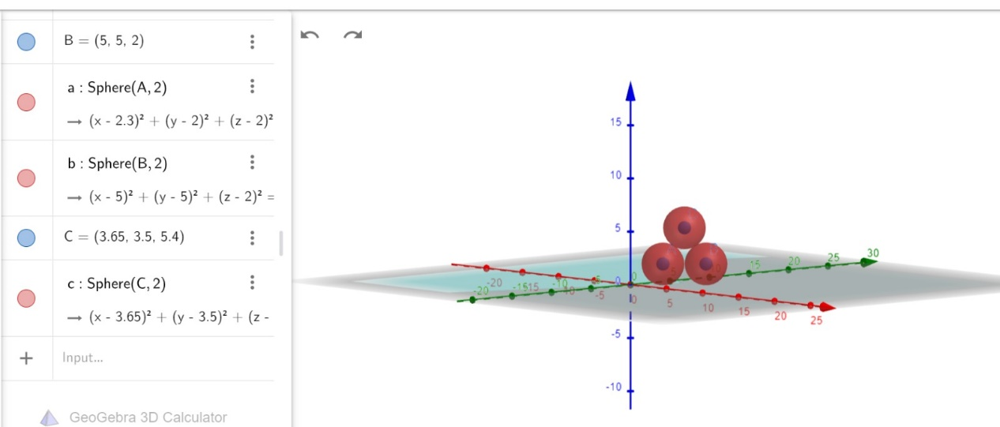 B = (5, 5, 2)
a : Sphere(A, 2)
→ (x - 2.3)² + (y - 2)² + (z - 2)²
b : Sphere(B, 2)
→ (x - 5)² + (y - 5)² + (z - 2)² =
C = (3.65, 3.5, 5.4)
c : Sphere(C, 2)
→ (x - 3.65)² + (y - 3.5)² + (z -
+ Input...
GeoGebra 3D Calculator
15
10
5
0
-5
-10
-20 -15 -10 -5 0 5 10 15 20 25
-20 -15 -10 -5 0 15 20 25 30